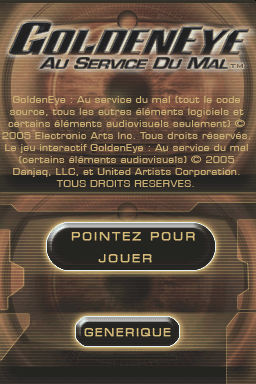 GOLDENEYE
AU SERVICE DU MAL™
GoldenEye : Au service du mal (tout le code
source, tous les autres éléments logiciels et
certains éléments audiovisuels seulement) ©
2005 Electronic Arts Inc. Tous droits réservés.
Le jeu interactif GoldenEye : Au service du mal
(certains éléments audiovisuels) © 2005
Danjaq, LLC, et United Artists Corporation.
TOUS DROITS RESERVES.
POINTEZ POUR
JOUER
GENERIQUE